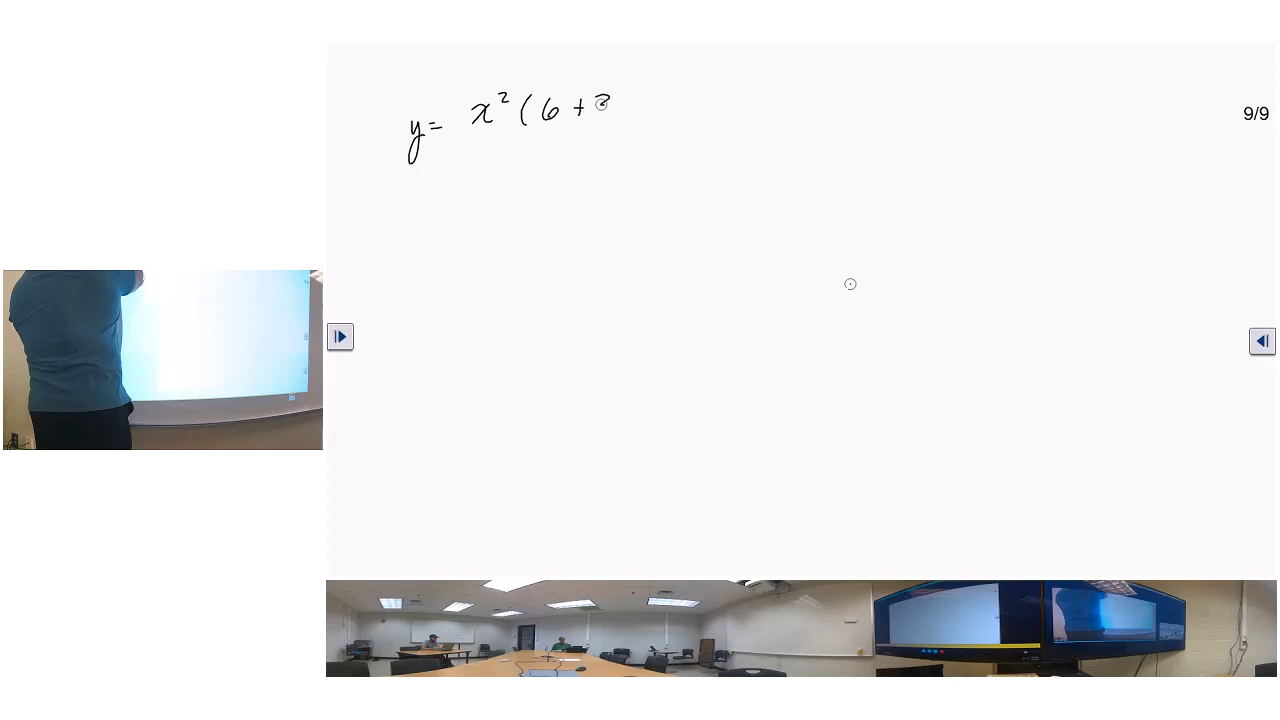 y = x² (6 +
9/9